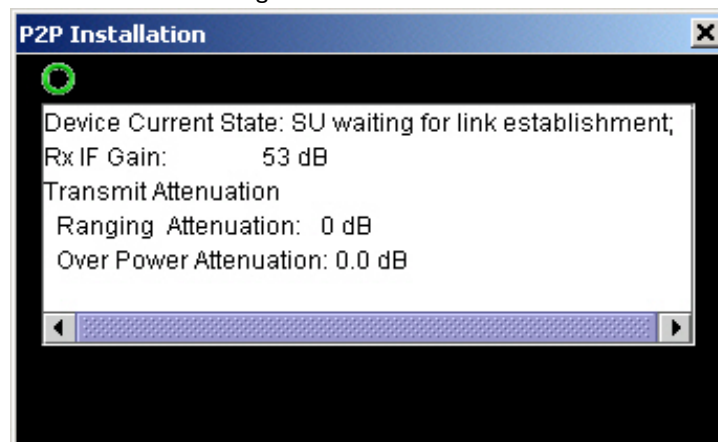 P2P Installation
Device Current State: SU waiting for link establishment;
Rx IF Gain: 53 dB
Transmit Attenuation
Ranging Attenuation: 0 dB
Over Power Attenuation: 0.0 dB